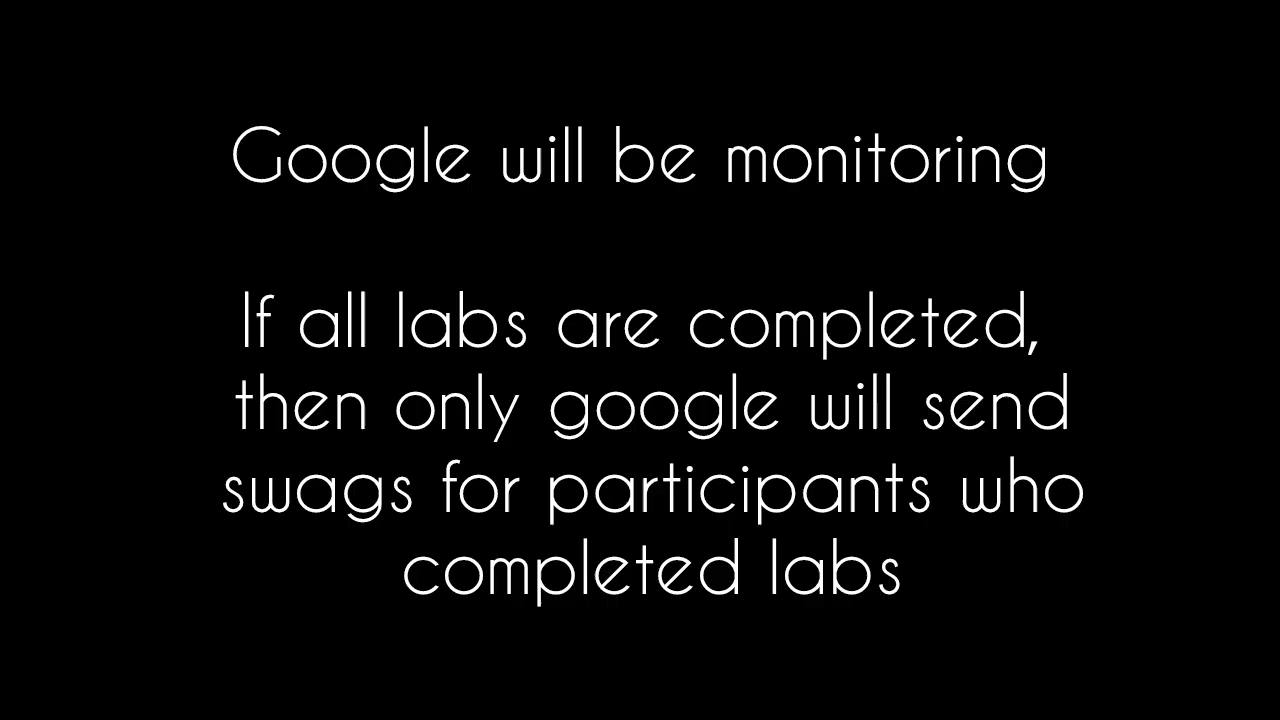 Google will be monitoring
If all labs are completed,
then only google will send
swags for participants who
completed labs